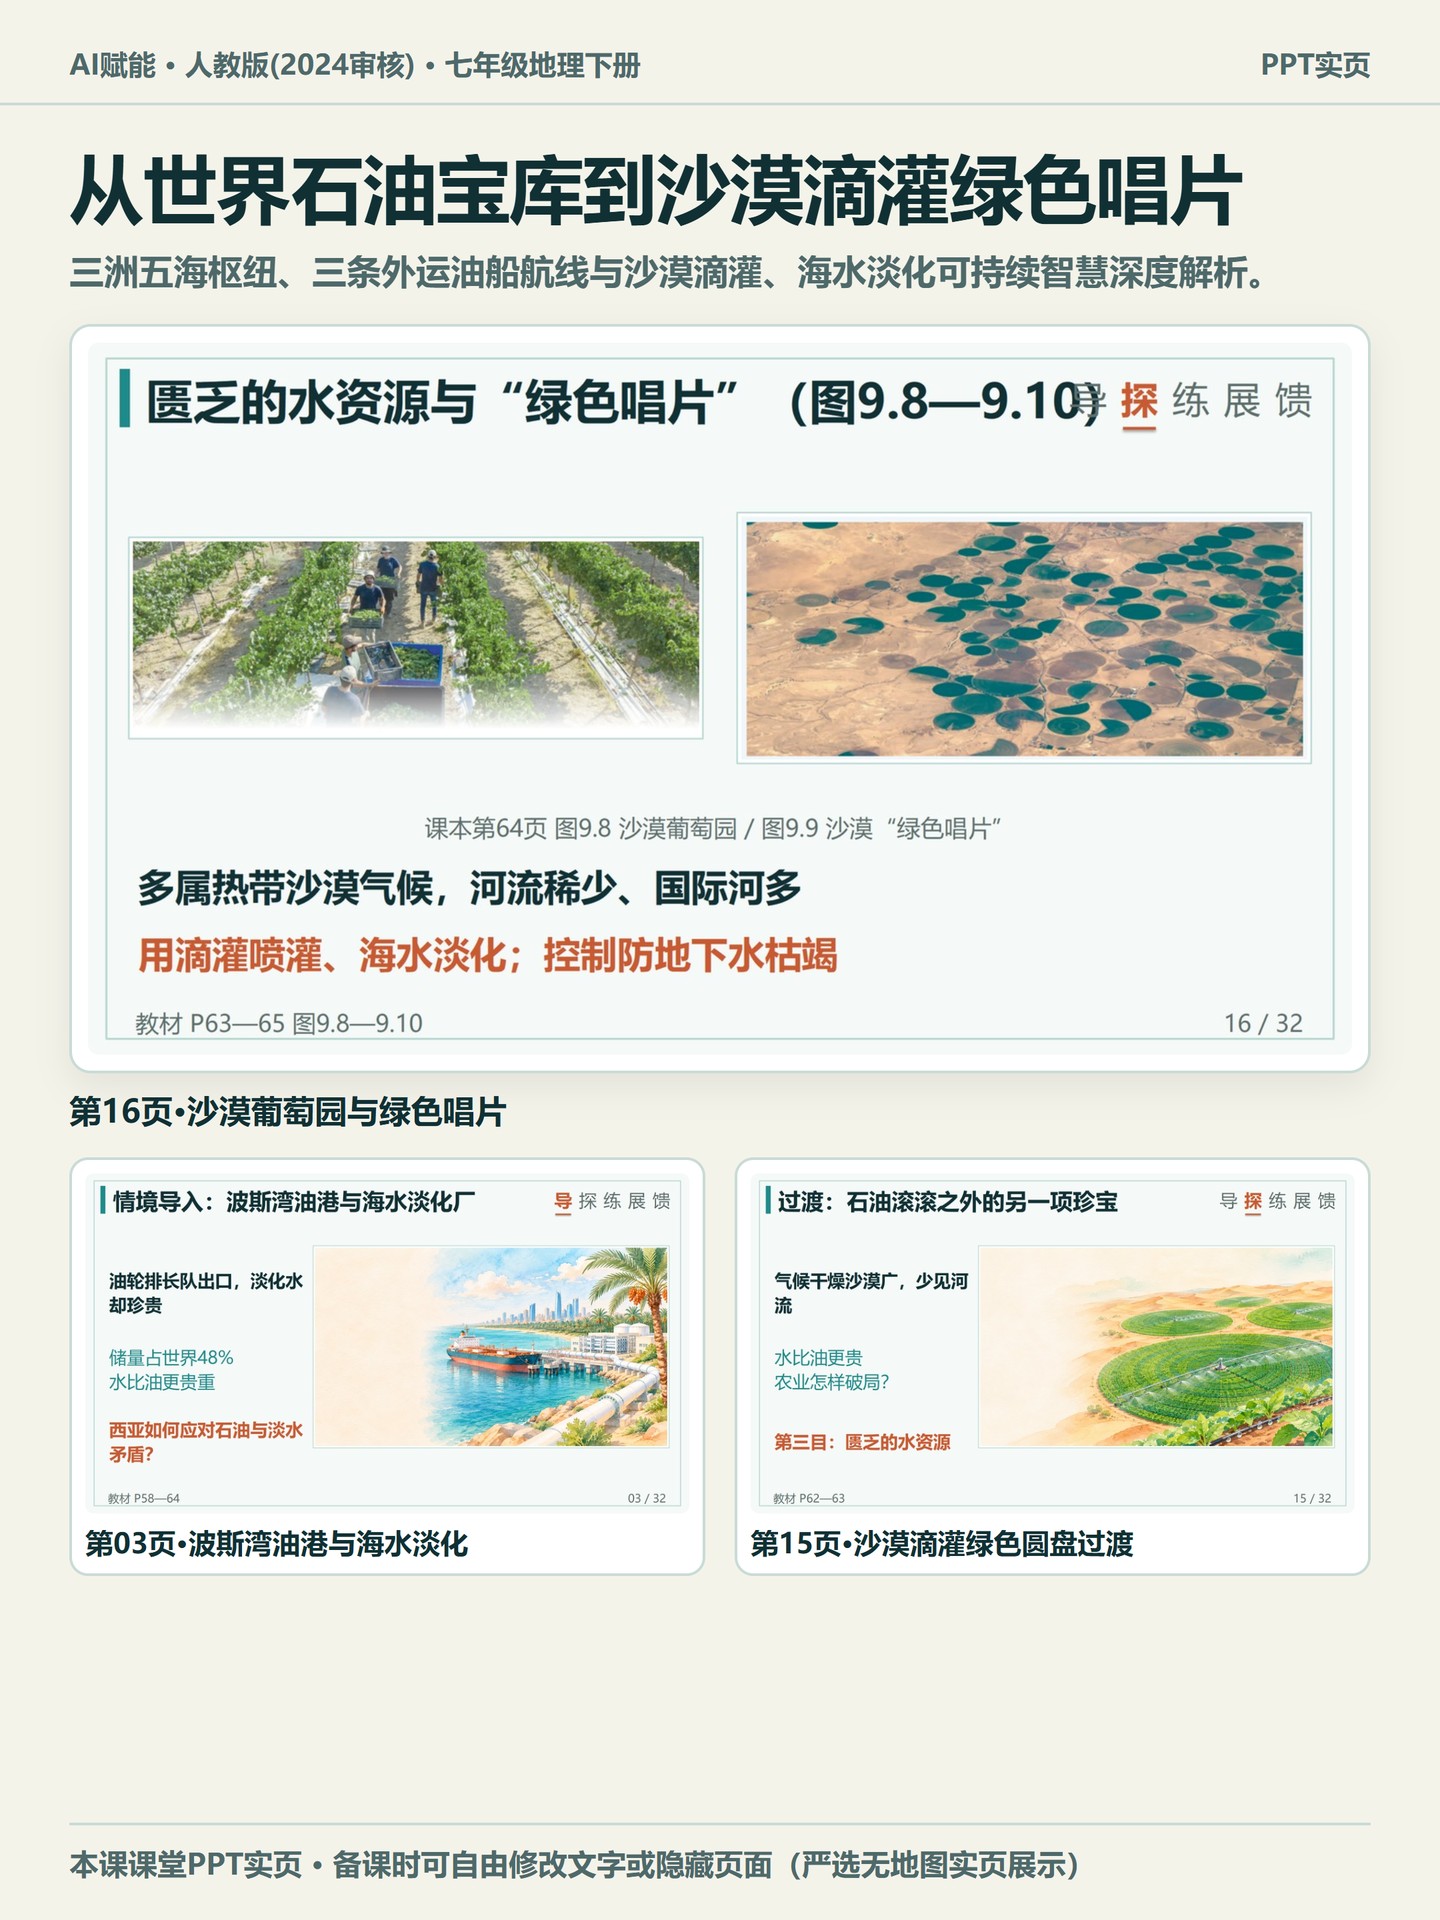 AI赋能 • 人教版(2024审核) • 七年级地理下册
PPT实页
从世界石油宝库到沙漠滴灌绿色唱片
三洲五海枢纽、三条外运油船航线与沙漠滴灌、海水淡化可持续智慧深度解析。
匮乏的水资源与“绿色唱片”（图9.8—9.10）
导 探 练 展 馈
课本第64页 图9.8 沙漠葡萄园 / 图9.9 沙漠“绿色唱片”
多属热带沙漠气候，河流稀少、国际河多
用滴灌喷灌、海水淡化；控制防地下水枯竭
教材 P63—65 图9.8—9.10
16 / 32
第16页•沙漠葡萄园与绿色唱片
情境导入：波斯湾油港与海水淡化厂
导 探 练 展 馈
油轮排长队出口，淡化水
却珍贵
储量占世界48%
水比油更贵重
西亚如何应对石油与淡水
矛盾？
教材 P58—64
03 / 32
第03页•波斯湾油港与海水淡化
过渡：石油滚滚之外的另一项珍宝
导 探 练 展 馈
气候干燥沙漠广，少见河
流
水比油更贵
农业怎样破局？
第三目：匮乏的水资源
教材 P62—63
15 / 32
第15页•沙漠滴灌绿色圆盘过渡
本课课堂PPT实页 • 备课时可自由修改文字或隐藏页面（严选无地图实页展示）